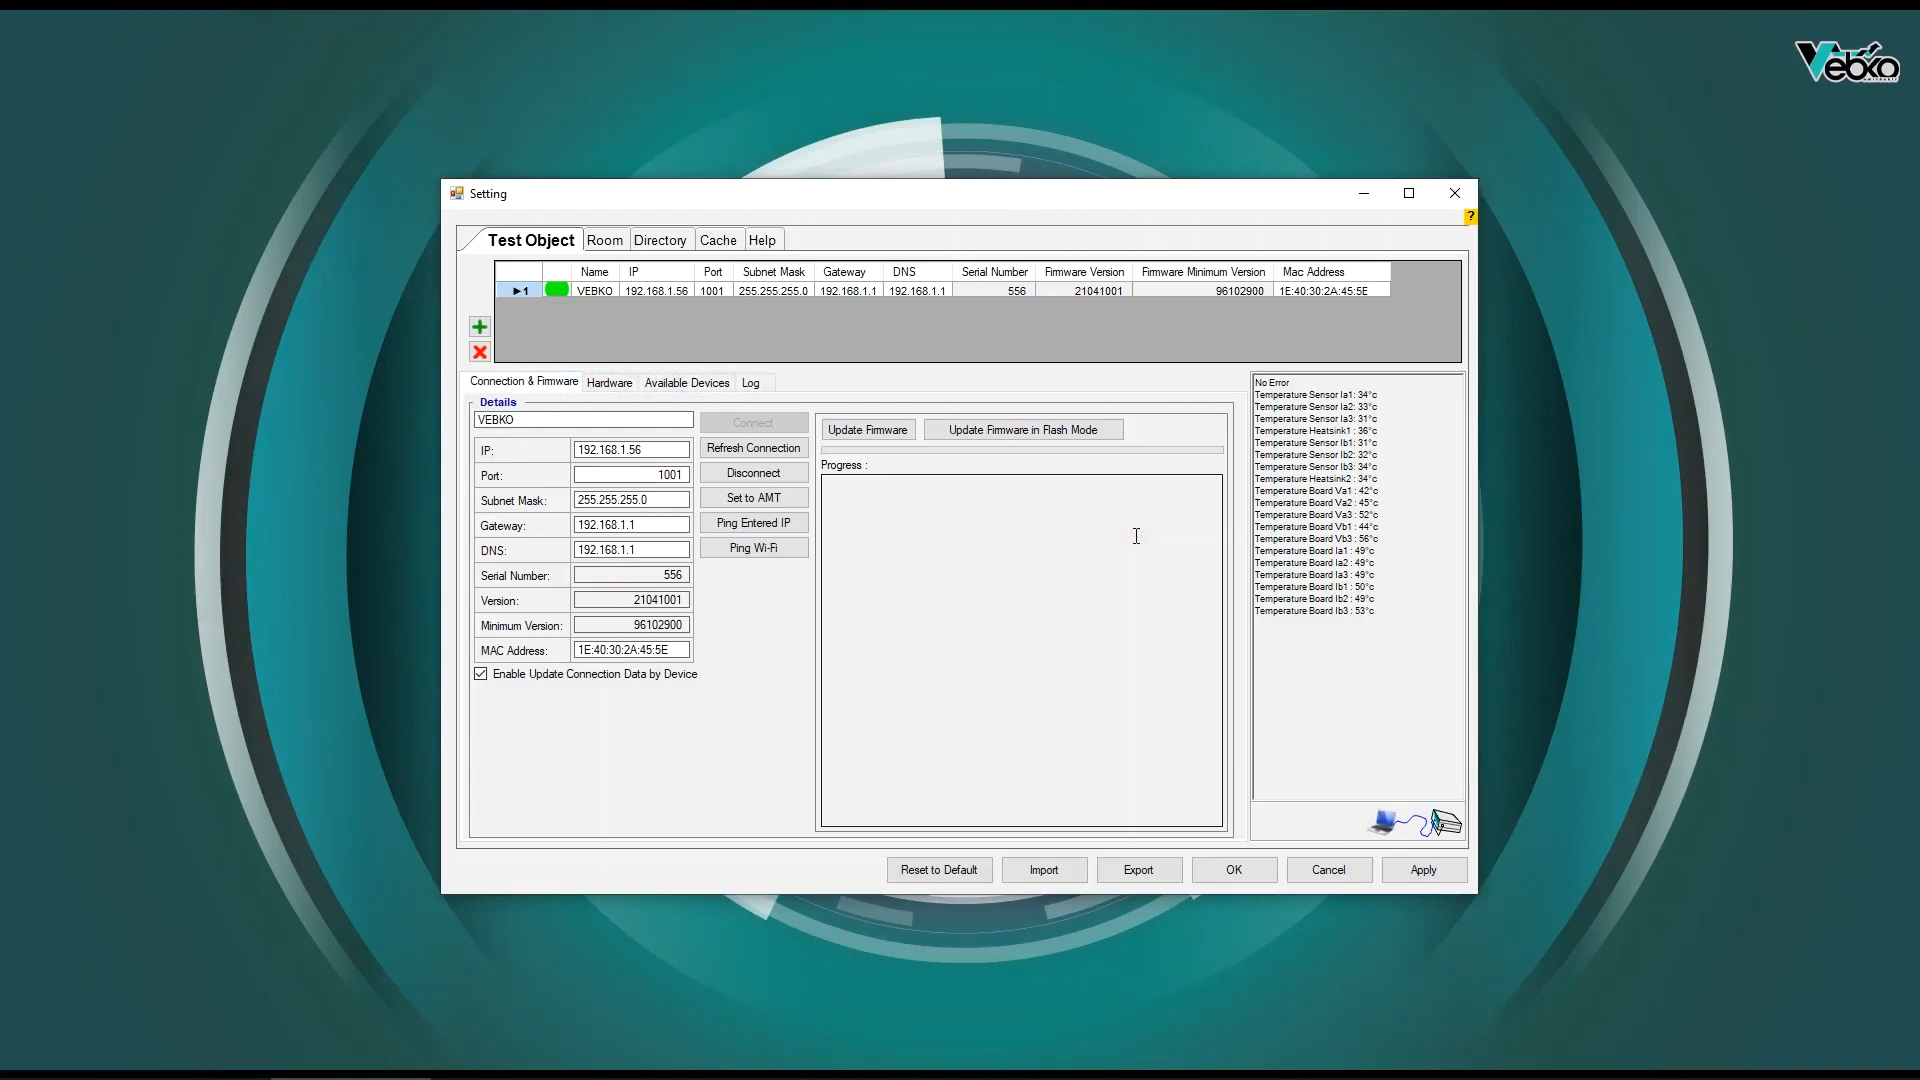 Vebko
Setting
?
Test Object Room Directory Cache Help
Name IP Port Subnet Mask Gateway DNS Serial Number Firmware Version Firmware Minimum Version Mac Address
1 VEBKO 192.168.1.56 1001 255.255.255.0 192.168.1.1 192.168.1.1 556 21041001 96102900 1E:40:30:2A:45:5E
Connection & Firmware Hardware Available Devices Log
Details
VEBKO
IP: 192.168.1.56
Port: 1001
Subnet Mask: 255.255.255.0
Gateway: 192.168.1.1
DNS: 192.168.1.1
Serial Number: 556
Version: 21041001
Minimum Version: 96102900
MAC Address: 1E:40:30:2A:45:5E
Enable Update Connection Data by Device
Connect
Refresh Connection
Disconnect
Set to AMT
Ping Entered IP
Ping Wi-Fi
Update Firmware Update Firmware in Flash Mode
Progress :
No Error
Temperature Sensor Ia1: 34°c
Temperature Sensor Ia2: 33°c
Temperature Sensor Ia3: 31°c
Temperature Heatsink1 : 36°c
Temperature Sensor Ib1: 31°c
Temperature Sensor Ib2: 32°c
Temperature Sensor Ib3: 34°c
Temperature Heatsink2 : 34°c
Temperature Board Va1 : 42°c
Temperature Board Va2 : 45°c
Temperature Board Va3 : 52°c
Temperature Board Vb1 : 44°c
Temperature Board Vb3 : 56°c
Temperature Board Ia1 : 49°c
Temperature Board Ia2 : 49°c
Temperature Board Ia3 : 49°c
Temperature Board Ib1 : 50°c
Temperature Board Ib2 : 49°c
Temperature Board Ib3 : 53°c
Reset to Default Import Export OK Cancel Apply